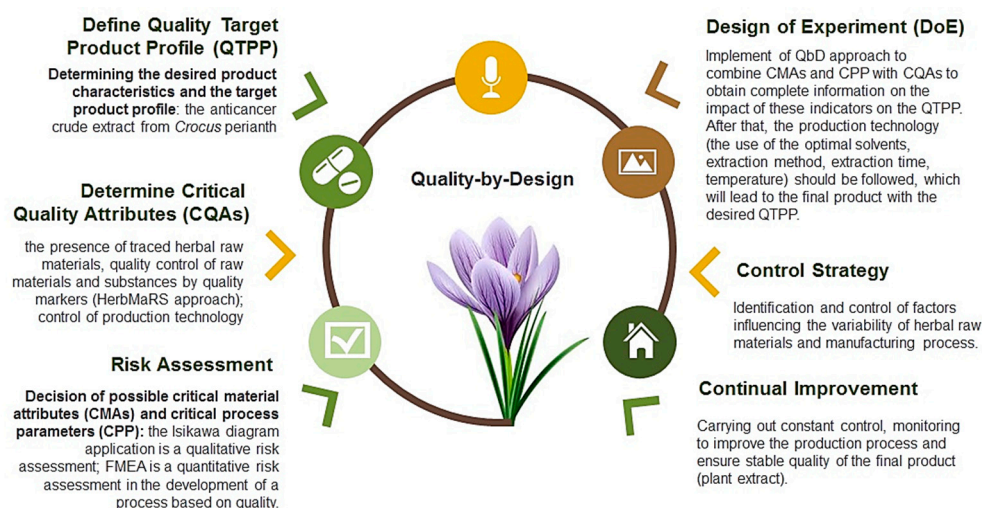 Define Quality Target
Product Profile (QTPP)
Determining the desired product
characteristics and the target
product profile: the anticancer
crude extract from Crocus perianth
Determine Critical
Quality Attributes (CQAs)
the presence of traced herbal raw
materials, quality control of raw
materials and substances by quality
markers (HerbMaRS approach);
control of production technology
Risk Assessment
Decision of possible critical material
attributes (CMAs) and critical process
parameters (CPP): the Isikawa diagram
application is a qualitative risk
assessment; FMEA is a quantitative risk
assessment in the development of a
process based on quality.
Quality-by-Design
Design of Experiment (DoE)
Implement of QbD approach to
combine CMAs and CPP with CQAs to
obtain complete information on the
impact of these indicators on the QTPP.
After that, the production technology
(the use of the optimal solvents,
extraction method, extraction time,
temperature) should be followed, which
will lead to the final product with the
desired QTPP.
Control Strategy
Identification and control of factors
influencing the variability of herbal raw
materials and manufacturing process.
Continual Improvement
Carrying out constant control, monitoring
to improve the production process and
ensure stable quality of the final product
(plant extract).